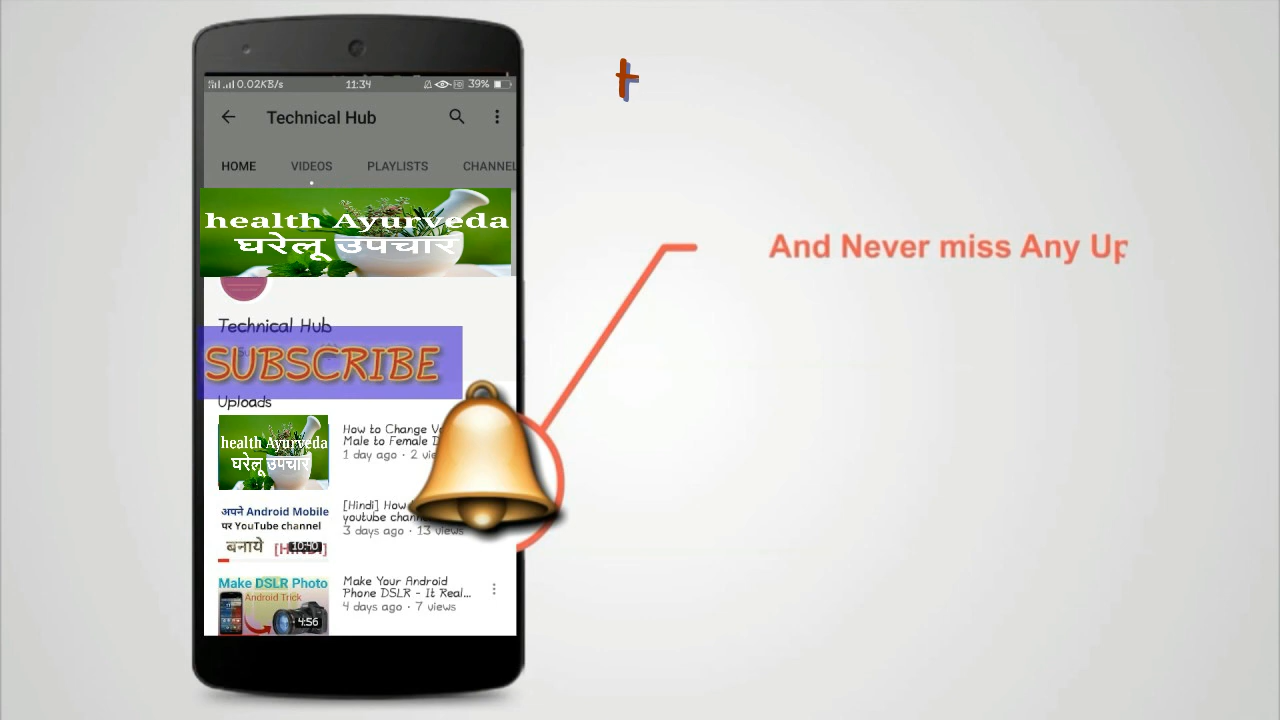 0.02KB/s 11:34 39%
Technical Hub
HOME VIDEOS PLAYLISTS CHANNEL
health Ayurveda
घरेलू उपचार
Technical Hub
SUBSCRIBE
Uploads
health Ayurveda
घरेलू उपचार
How to Change
Male to Female
1 day ago · 2
अपने Android Mobile
पर YouTube channel
बनाये
10:40
[Hindi]
youtube
3 days ago · 13 views
Make DSLR Photo
Android Trick
4:56
Make Your Android
Phone DSLR - It Real...
4 days ago · 7 views
And Never miss Any Up